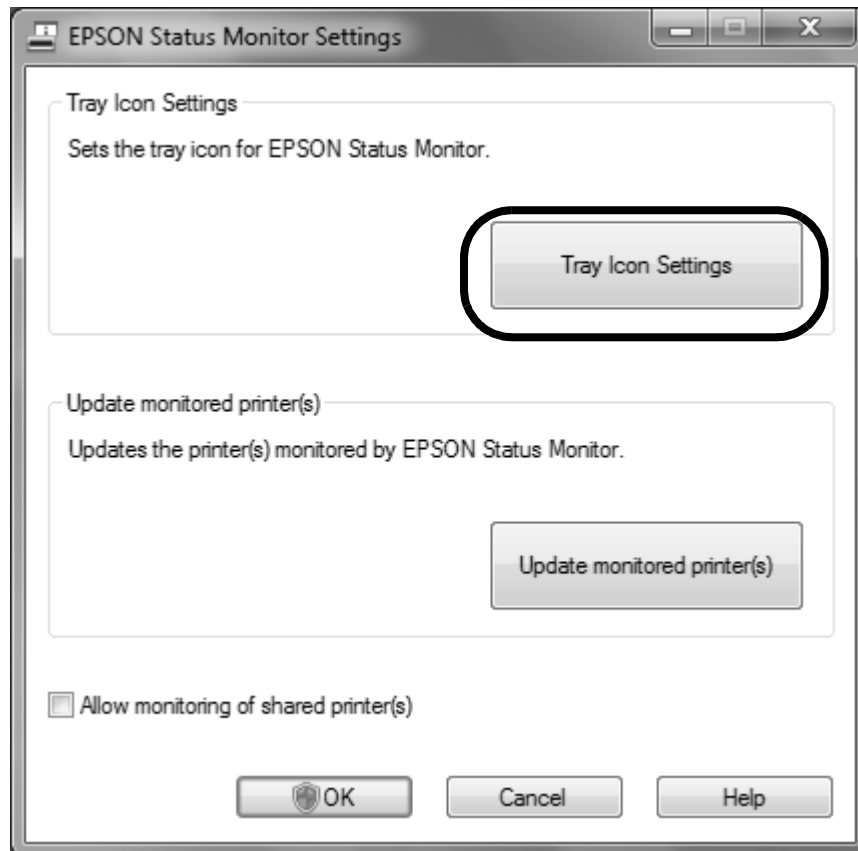 EPSON Status Monitor Settings
Tray Icon Settings
Sets the tray icon for EPSON Status Monitor.
Tray Icon Settings
Update monitored printer(s)
Updates the printer(s) monitored by EPSON Status Monitor.
Update monitored printer(s)
Allow monitoring of shared printer(s)
OK
Cancel
Help